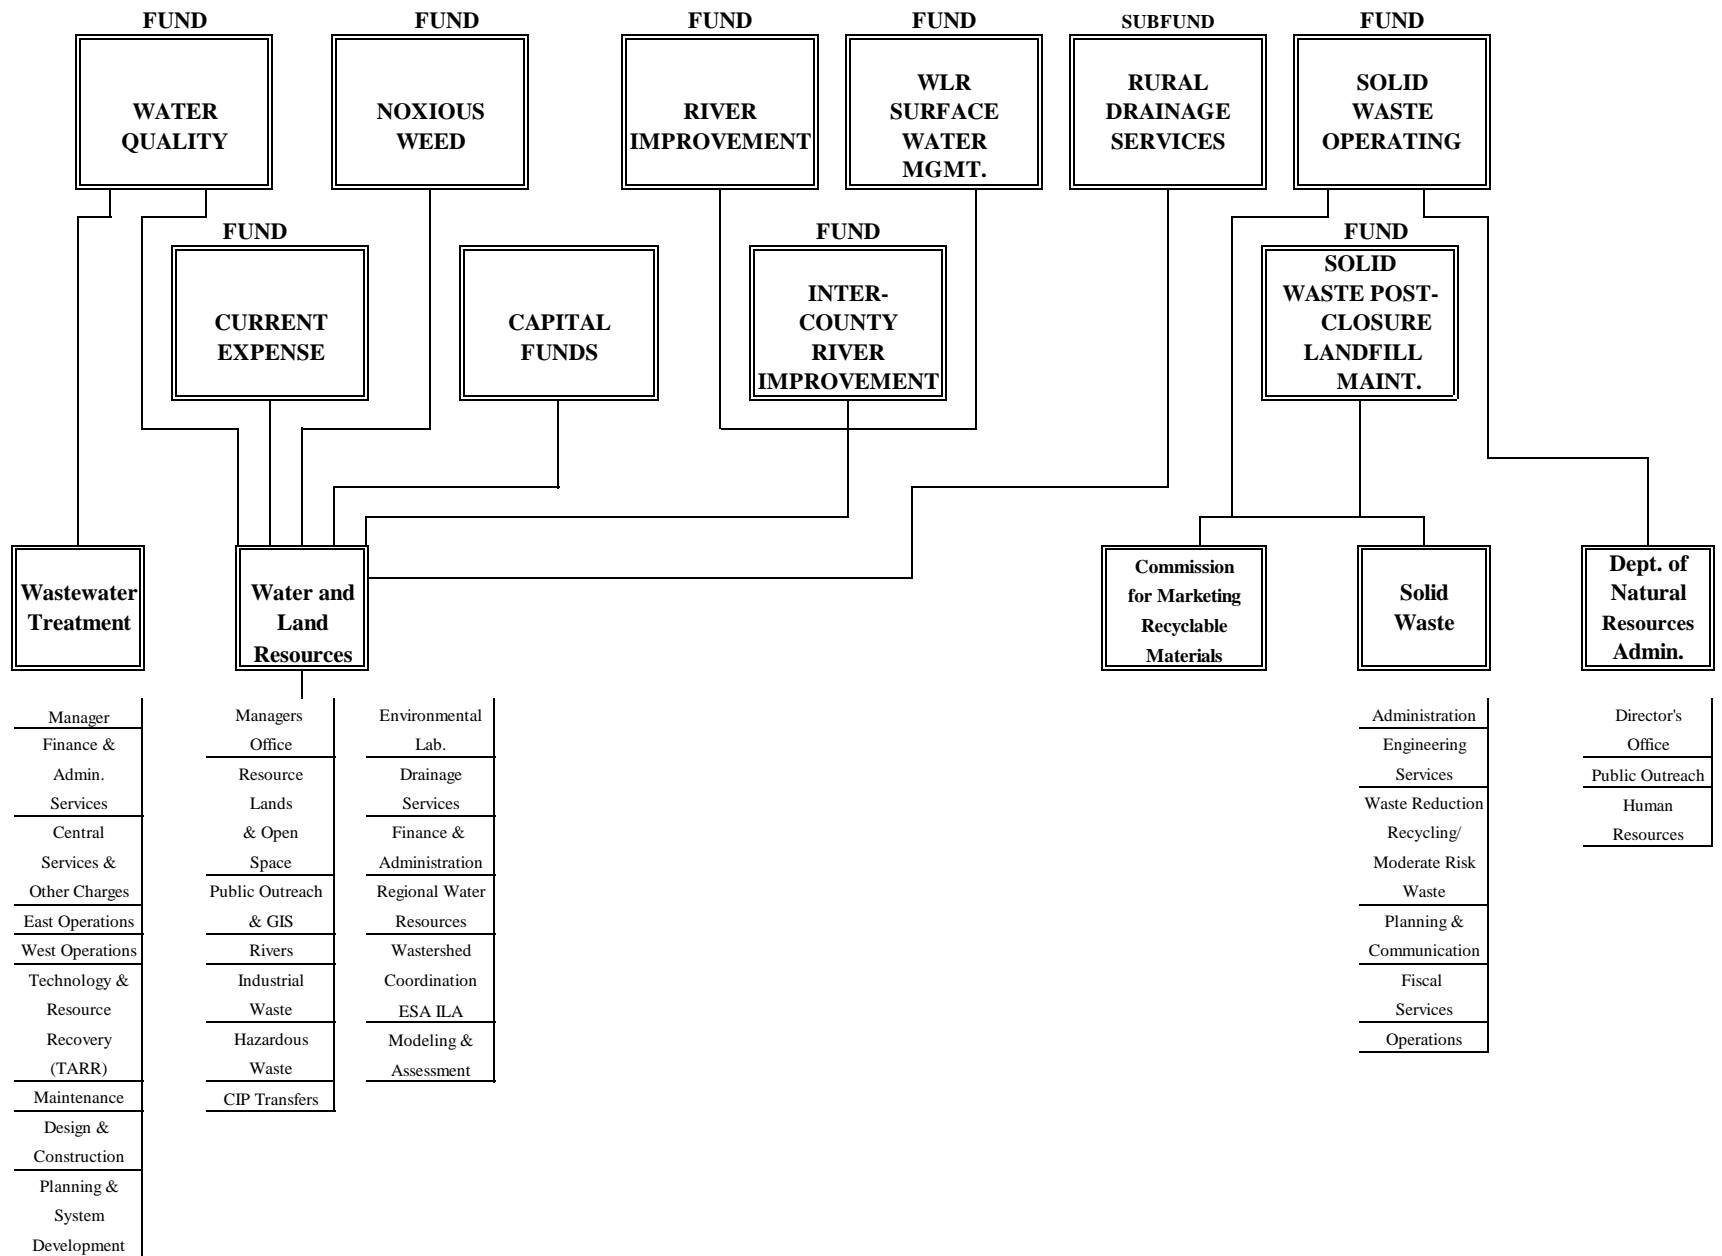 FUND
WATER
QUALITY
FUND
NOXIOUS
WEED
FUND
RIVER
IMPROVEMENT
FUND
WLR
SURFACE
WATER
MGMT.
SUBFUND
RURAL
DRAINAGE
SERVICES
FUND
SOLID
WASTE
OPERATING
FUND
CURRENT
EXPENSE
CAPITAL
FUNDS
FUND
INTER-
COUNTY
RIVER
IMPROVEMENT
FUND
SOLID
WASTE POST-
CLOSURE
LANDFILL
MAINT.
Wastewater
Treatment
Water and
Land
Resources
Commission
for Marketing
Recyclable
Materials
Solid
Waste
Dept. of
Natural
Resources
Admin.
Manager
Finance &
Admin.
Services
Central
Services &
Other Charges
East Operations
West Operations
Technology &
Resource
Recovery
(TARR)
Maintenance
Design &
Construction
Planning &
System
Development
Managers
Office
Resource
Lands
& Open
Space
Public Outreach
& GIS
Rivers
Industrial
Waste
Hazardous
Waste
CIP Transfers
Environmental
Lab.
Drainage
Services
Finance &
Administration
Regional Water
Resources
Wastershed
Coordination
ESA ILA
Modeling &
Assessment
Administration
Engineering
Services
Waste Reduction
Recycling/
Moderate Risk
Waste
Planning &
Communication
Fiscal
Services
Operations
Director's
Office
Public Outreach
Human
Resources